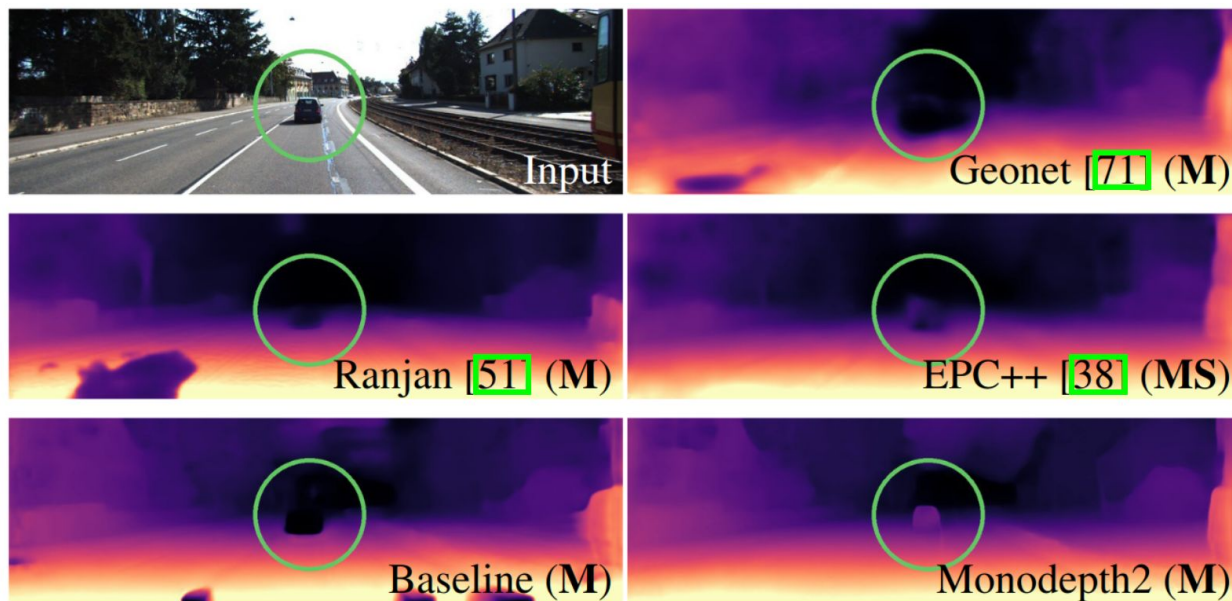 Input
Geonet [71] (M)
Ranjan [51] (M)
EPC++ [38] (MS)
Baseline (M)
Monodepth2 (M)